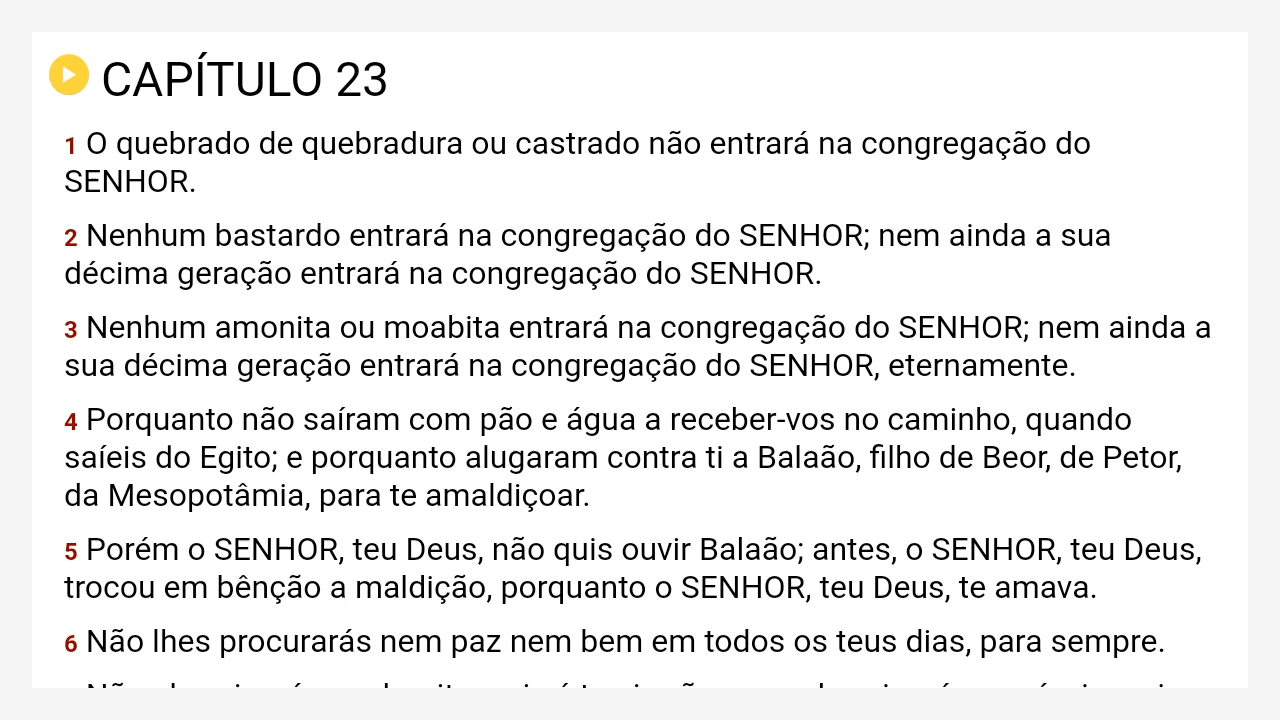 CAPÍTULO 23
1 O quebrado de quebradura ou castrado não entrará na congregação do
SENHOR.
2 Nenhum bastardo entrará na congregação do SENHOR; nem ainda a sua
décima geração entrará na congregação do SENHOR.
3 Nenhum amonita ou moabita entrará na congregação do SENHOR; nem ainda a
sua décima geração entrará na congregação do SENHOR, eternamente.
4 Porquanto não saíram com pão e água a receber-vos no caminho, quando
saíeis do Egito; e porquanto alugaram contra ti a Balaão, filho de Beor, de Petor,
da Mesopotâmia, para te amaldiçoar.
5 Porém o SENHOR, teu Deus, não quis ouvir Balaão; antes, o SENHOR, teu Deus,
trocou em bênção a maldição, porquanto o SENHOR, teu Deus, te amava.
6 Não lhes procurarás nem paz nem bem em todos os teus dias, para sempre.